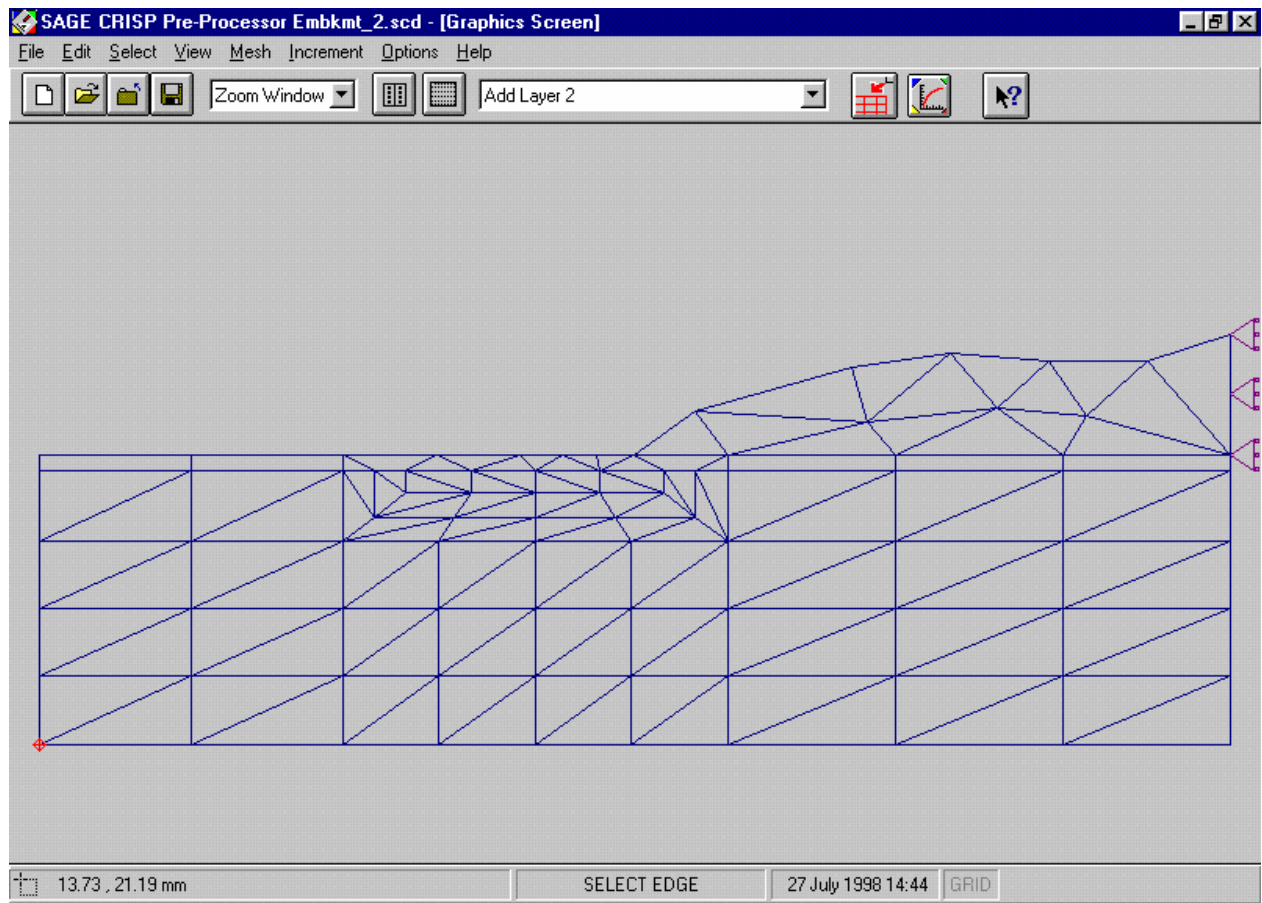 SAGE CRISP Pre-Processor Embkmt_2.scd - [Graphics Screen]
File Edit Select View Mesh Increment Options Help
Zoom Window Add Layer 2
13.73 , 21.19 mm SELECT EDGE 27 July 1998 14:44 GRID